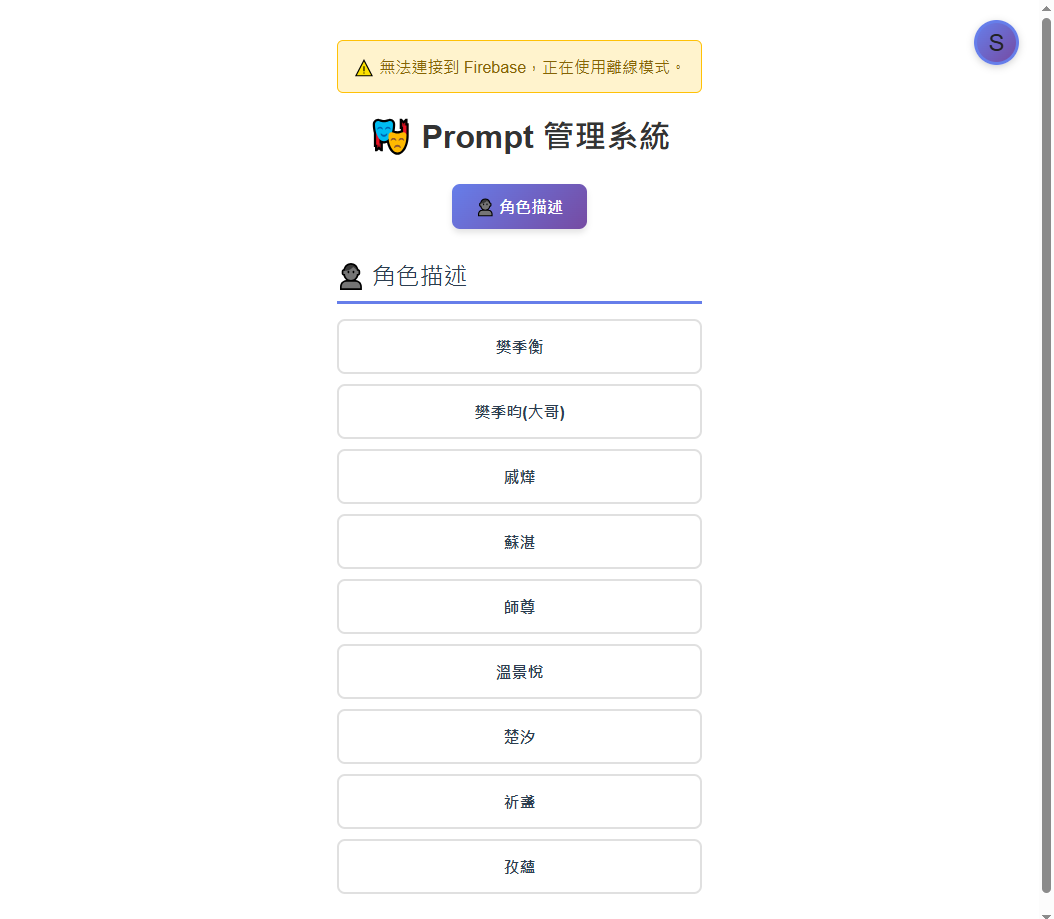 S
無法連接到 Firebase，正在使用離線模式。
Prompt 管理系統
角色描述
角色描述
樊季衡
樊季昀(大哥)
戚燁
蘇湛
師尊
溫景悅
楚汐
祈蘯
孜蘊